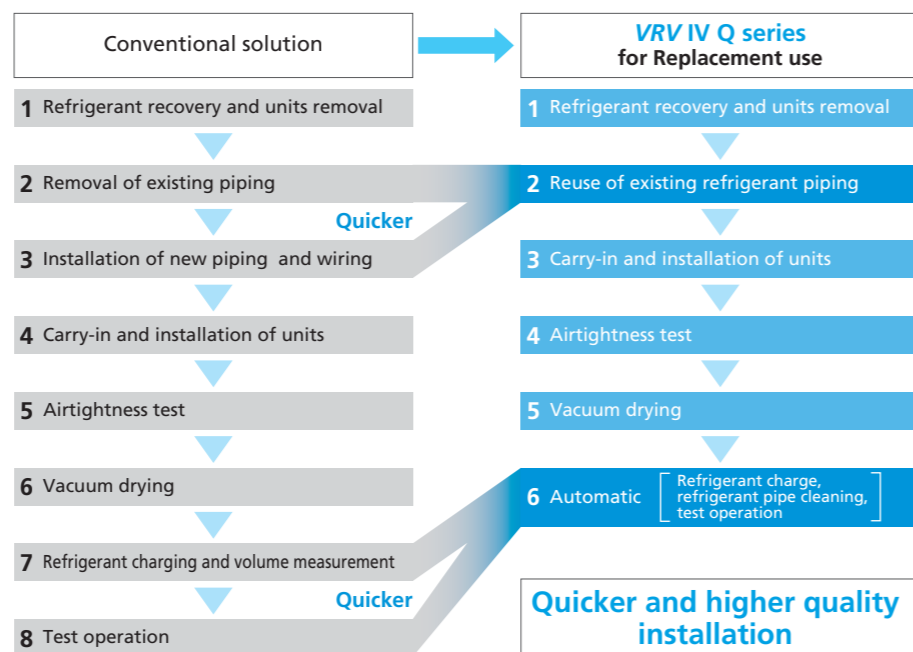 Conventional solution
VRV IV Q series
for Replacement use
1 Refrigerant recovery and units removal
2 Removal of existing piping
Quicker
3 Installation of new piping and wiring
4 Carry-in and installation of units
5 Airtightness test
6 Vacuum drying
7 Refrigerant charging and volume measurement
Quicker
8 Test operation
1 Refrigerant recovery and units removal
2 Reuse of existing refrigerant piping
3 Carry-in and installation of units
4 Airtightness test
5 Vacuum drying
6 Automatic
Refrigerant charge,
refrigerant pipe cleaning,
test operation
Quicker and higher quality
installation